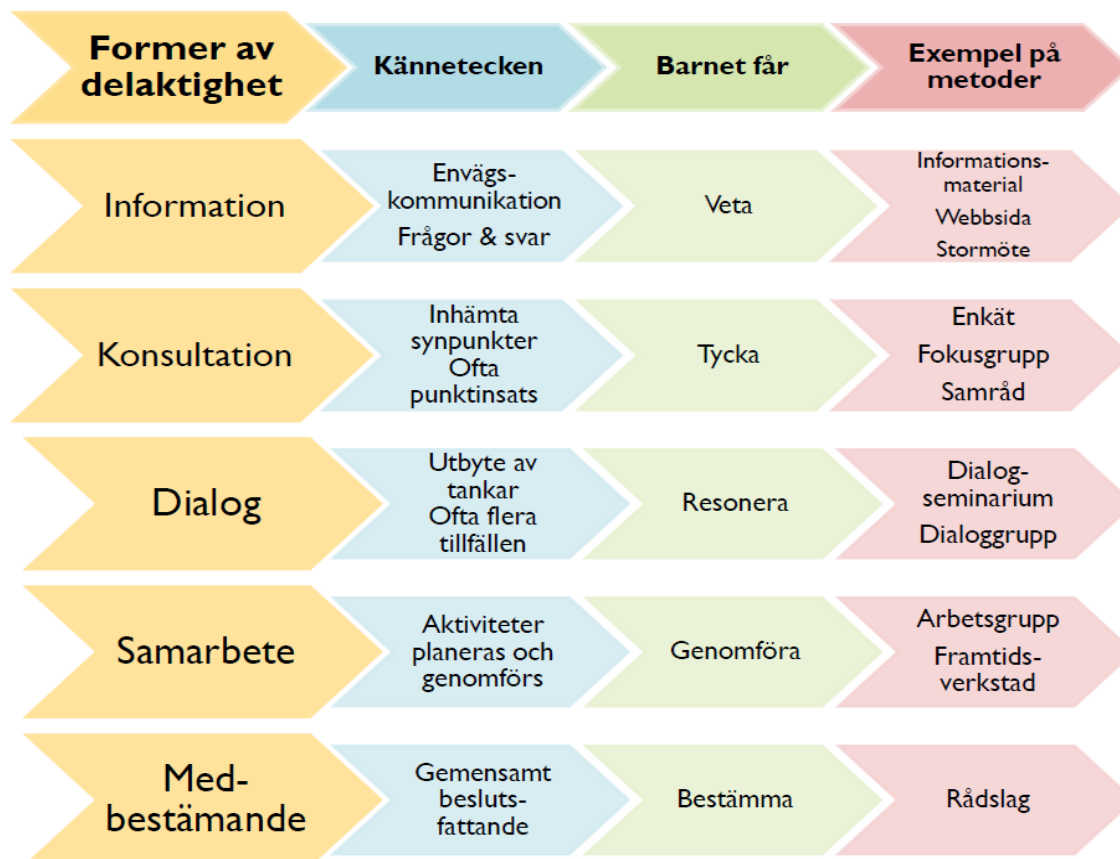 Former av
delaktighet
Kännetecken
Barnet får
Exempel på
metoder
Information
Envägs-
kommunikation
Frågor & svar
Veta
Informations-
material
Webbsida
Stormöte
Konsultation
Inhämta
synpunkter
Ofta
punktinsats
Tycka
Enkät
Fokusgrupp
Samråd
Dialog
Utbyte av
tankar
Ofta flera
tillfällen
Resonera
Dialog-
seminarium
Dialoggrupp
Samarbete
Aktiviteter
planeras och
genomförs
Genomföra
Arbetsgrupp
Framtids-
verkstad
Med-
bestämande
Gemensamt
besluts-
fattande
Bestämma
Rådslag